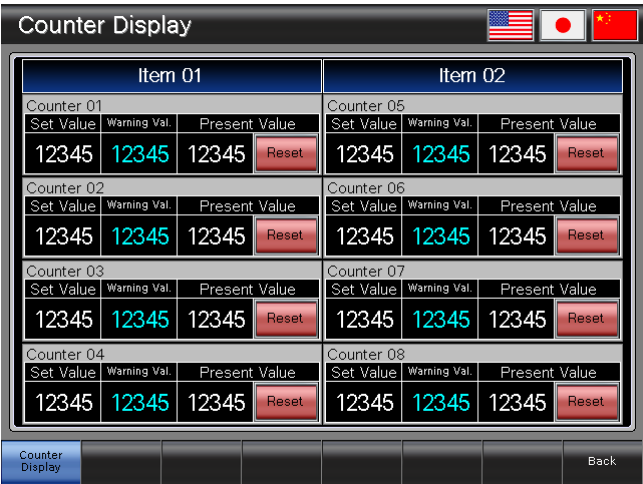 Counter Display
Item 01 Item 02
Counter 01 Counter 05
Set Value Warning Val. Present Value Set Value Warning Val. Present Value
12345 12345 12345 Reset 12345 12345 12345 Reset
Counter 02 Counter 06
Set Value Warning Val. Present Value Set Value Warning Val. Present Value
12345 12345 12345 Reset 12345 12345 12345 Reset
Counter 03 Counter 07
Set Value Warning Val. Present Value Set Value Warning Val. Present Value
12345 12345 12345 Reset 12345 12345 12345 Reset
Counter 04 Counter 08
Set Value Warning Val. Present Value Set Value Warning Val. Present Value
12345 12345 12345 Reset 12345 12345 12345 Reset
Counter
Display
Back